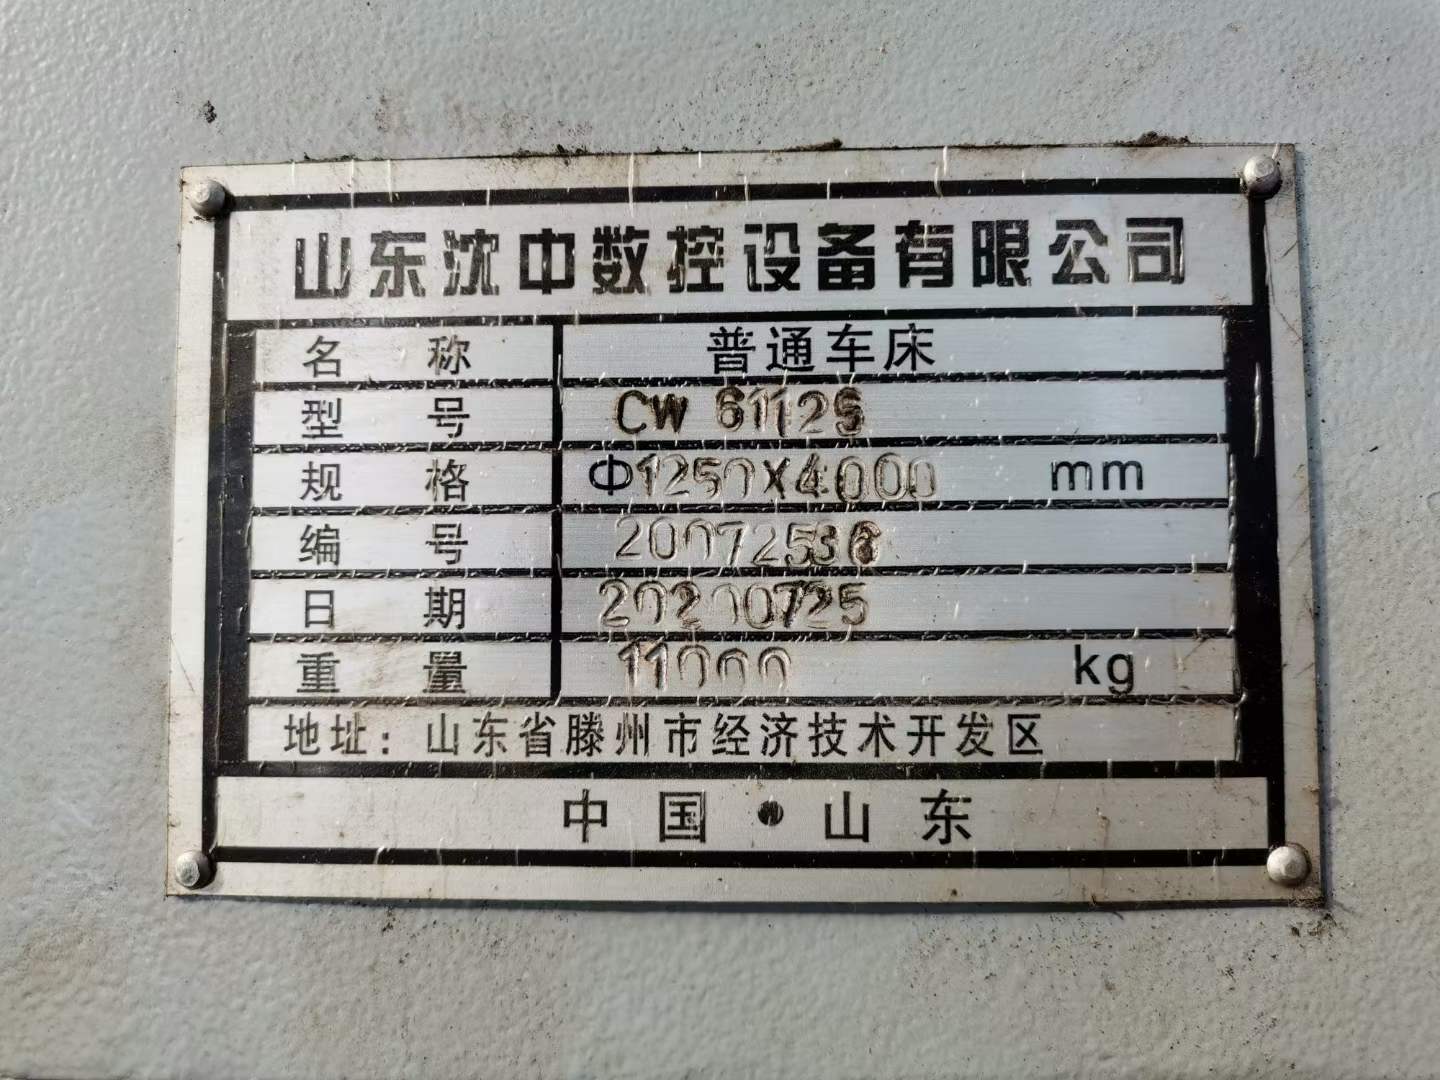 山东沈中数控设备有限公司
名 称 普通车床
型 号 CW 61125
规 格 Φ1250X4000 mm
编 号 20072536
日 期 20200725
重 量 11000 kg
地址: 山东省滕州市经济技术开发区
中 国 • 山 东